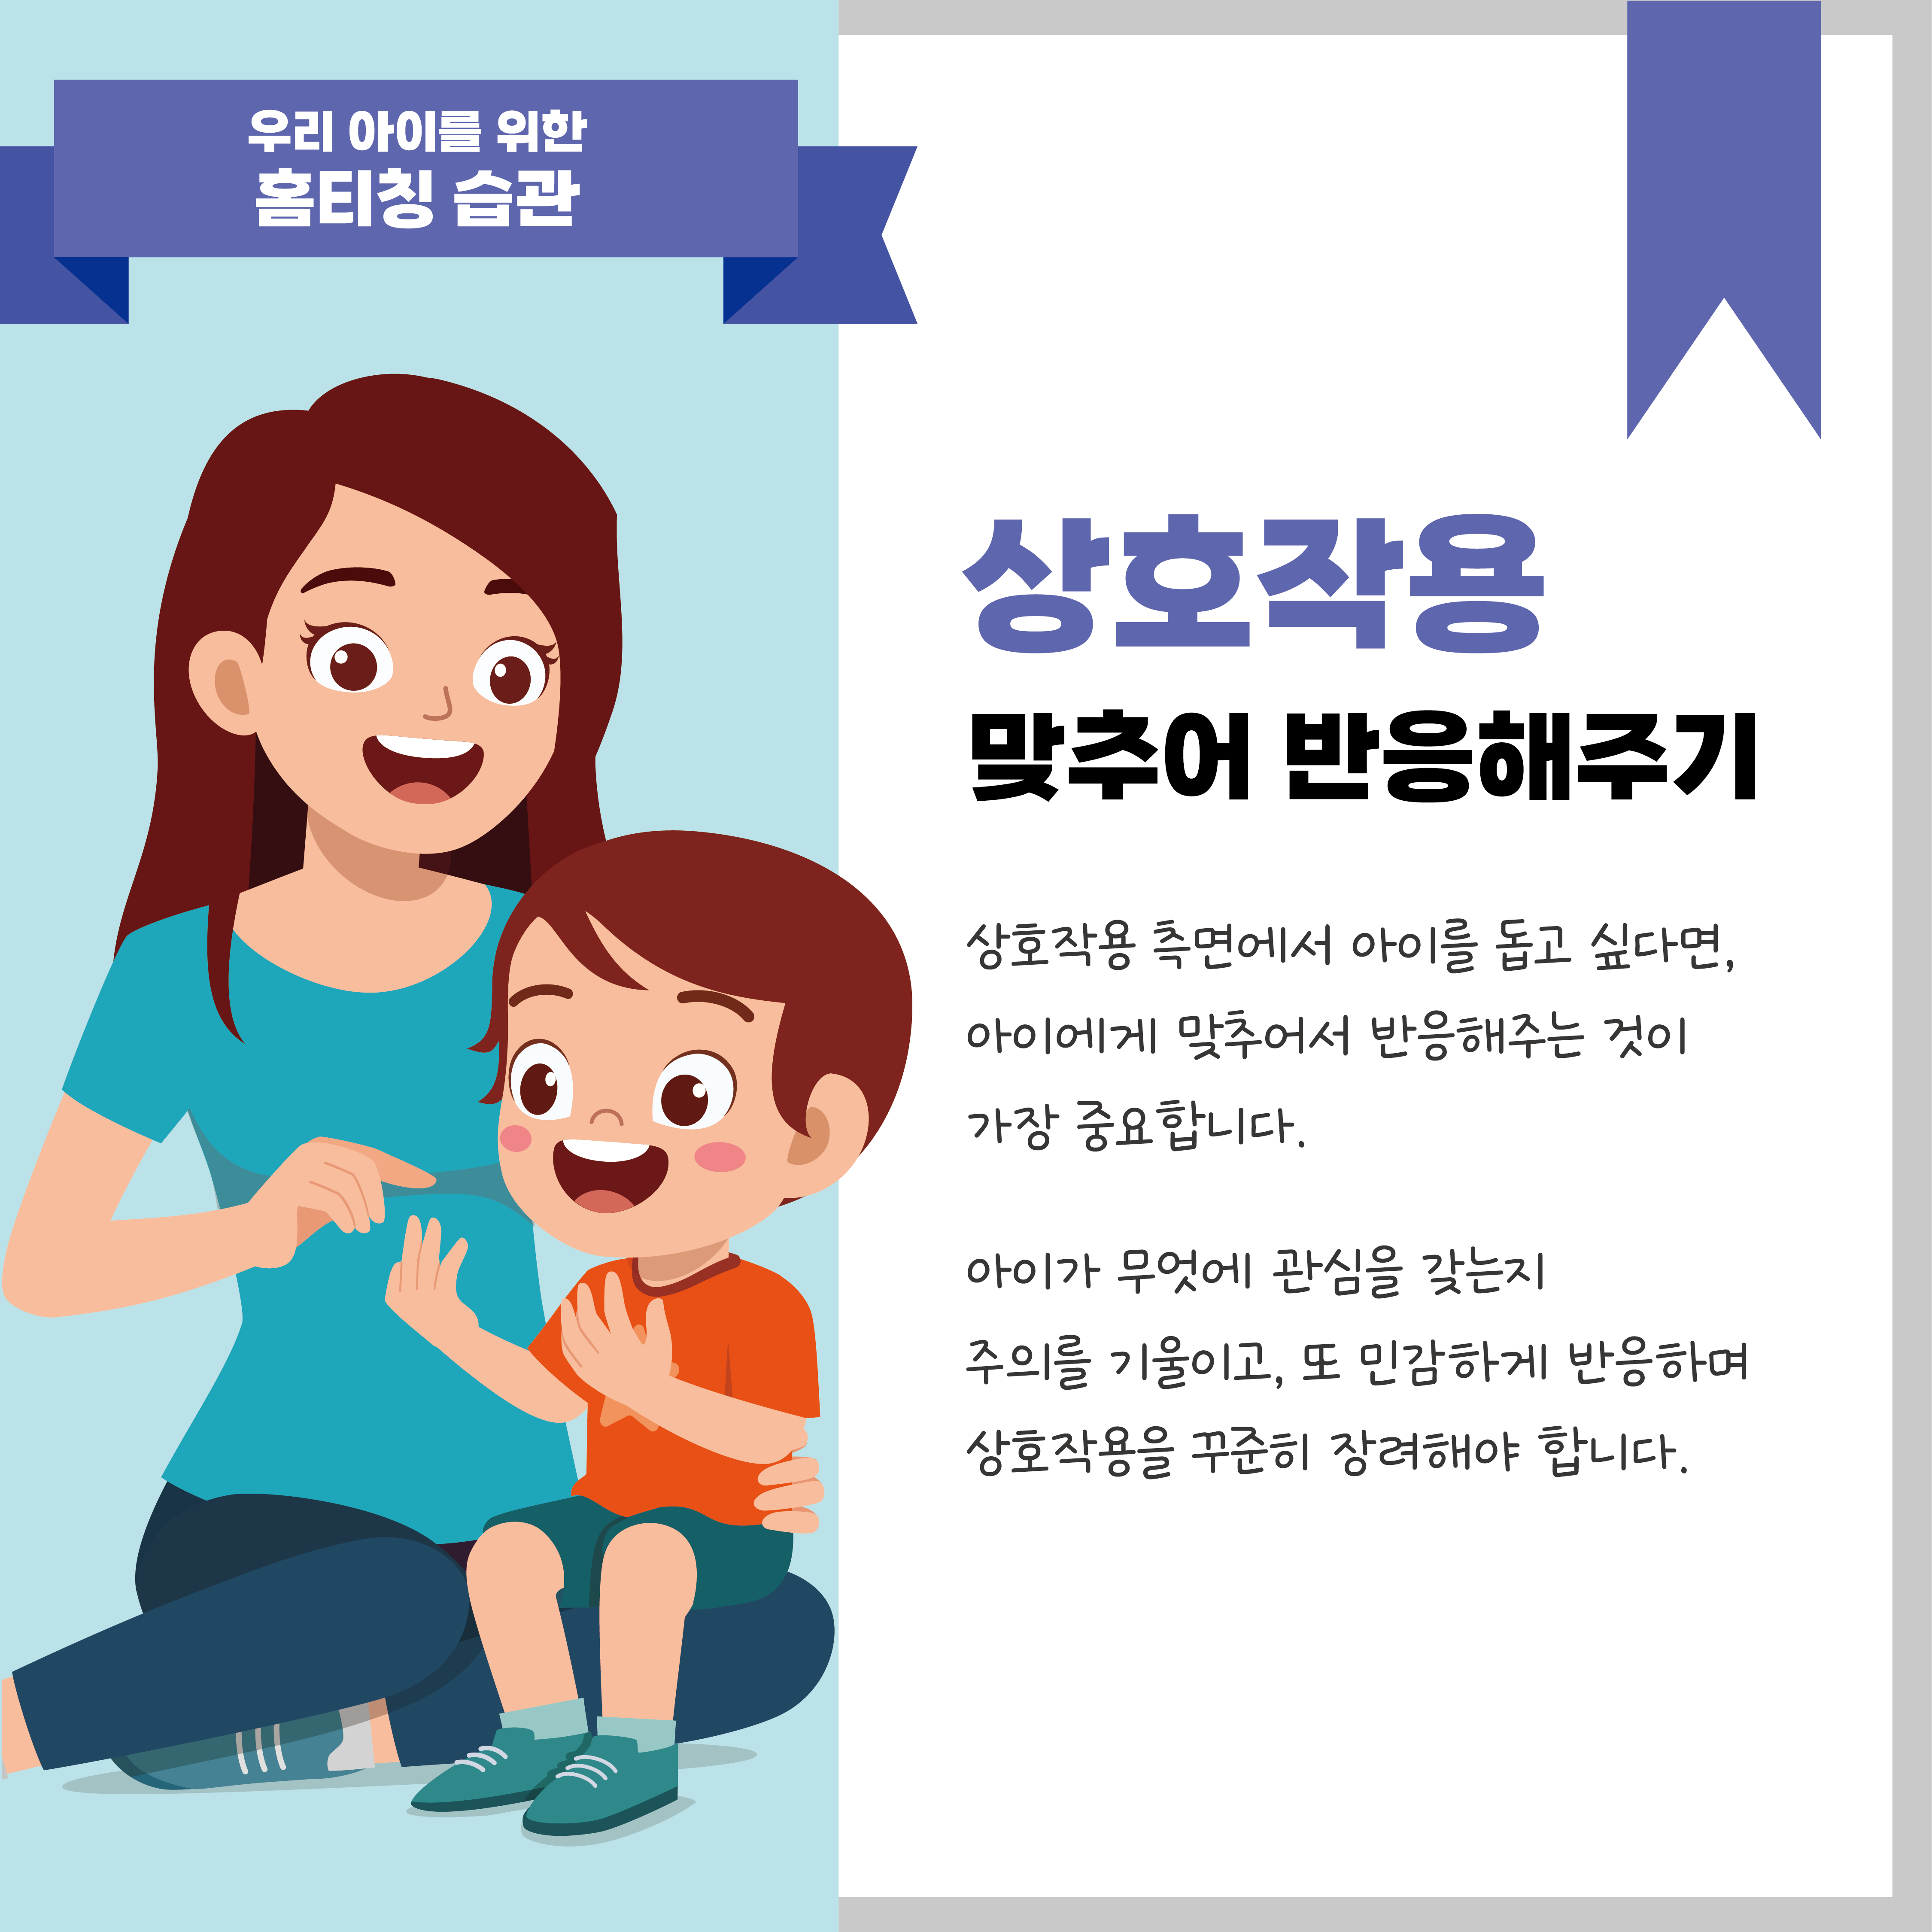 우리 아이를 위한
홈티칭 습관
상호작용
맞추어 반응해주기
상호작용 측면에서 아이를 돕고 싶다면,
아이에게 맞추어서 반응해주는 것이
가장 중요합니다.
아이가 무엇에 관심을 갖는지
주의를 기울이고, 또 민감하게 반응하며
상호작용을 꾸준히 장려해야 합니다.